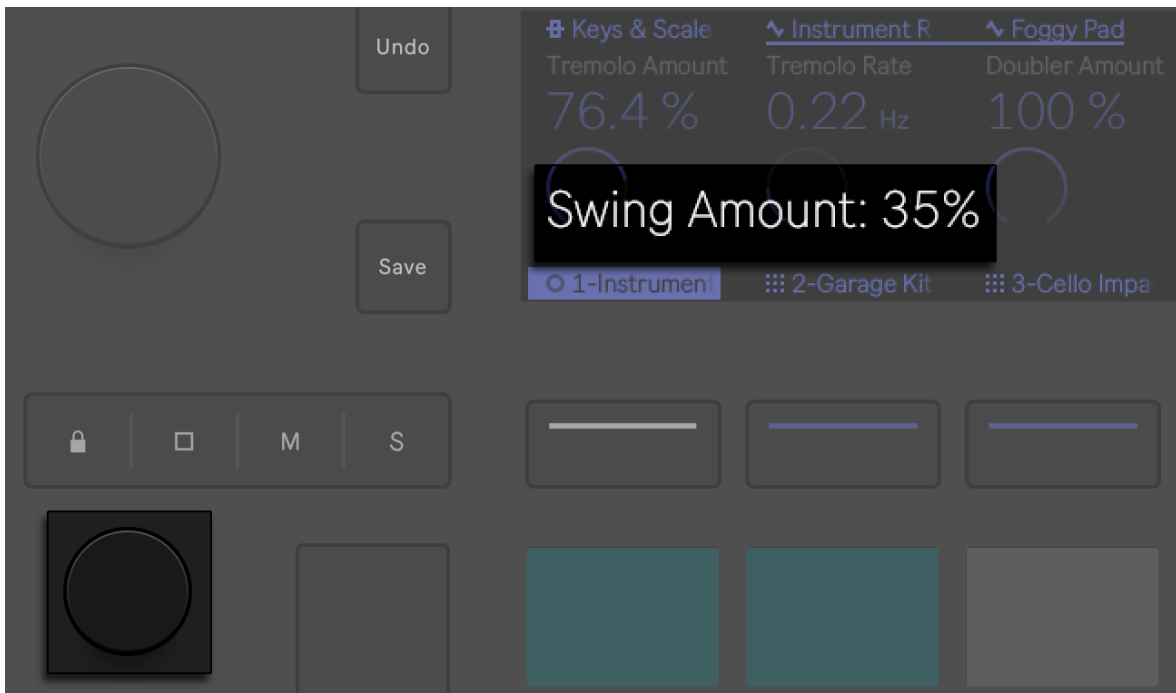 Undo
Keys & Scale
Instrument R
Foggy Pad
Tremolo Amount
Tremolo Rate
Doubler Amount
76.4 %
0.22 Hz
100 %
Swing Amount: 35%
Save
1-Instrument
2-Garage Kit
3-Cello Impa
M
S